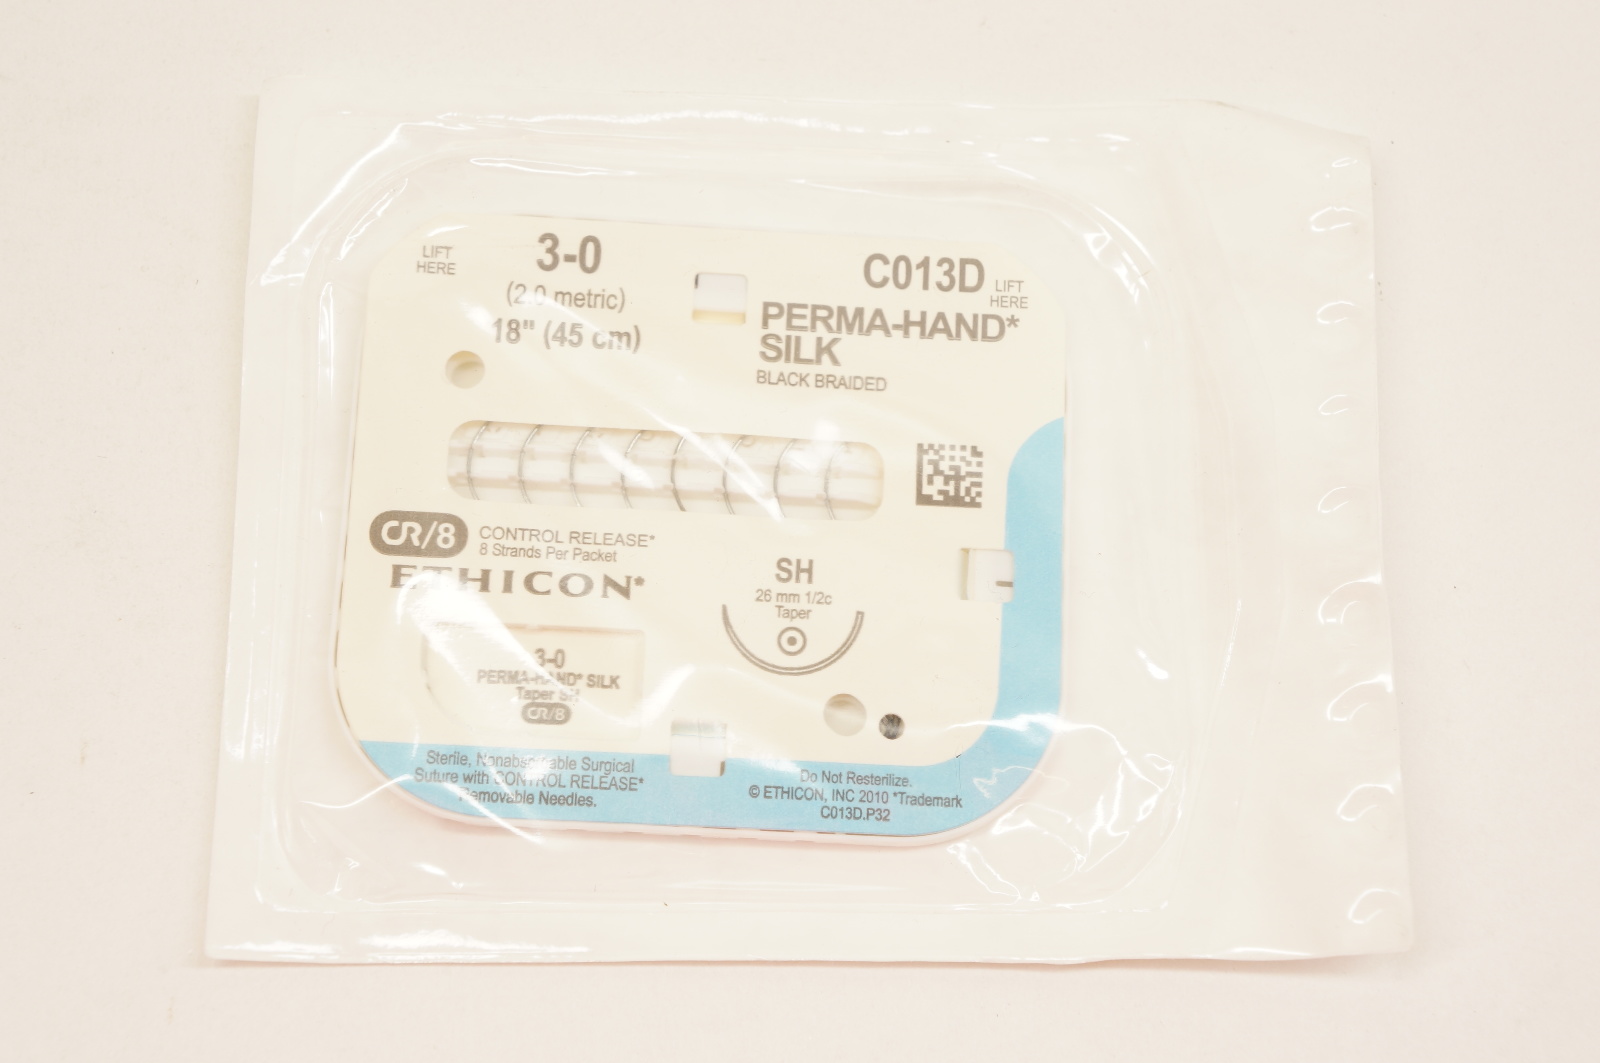 LIFT
HERE
3-0
(2.0 metric)
18" (45 cm)
C013D
LIFT
HERE
PERMA-HAND*
SILK
BLACK BRAIDED
CR/8
CONTROL RELEASE*
8 Strands Per Packet
ETHICON*
SH
26 mm 1/2c
Taper
3-0
PERMA-HAND* SILK
Taper SH
CR/8
Sterile, Nonabsorbable Surgical
Suture with CONTROL RELEASE*
Removable Needles.
Do Not Resterilize.
© ETHICON, INC 2010 *Trademark
C013D.P32